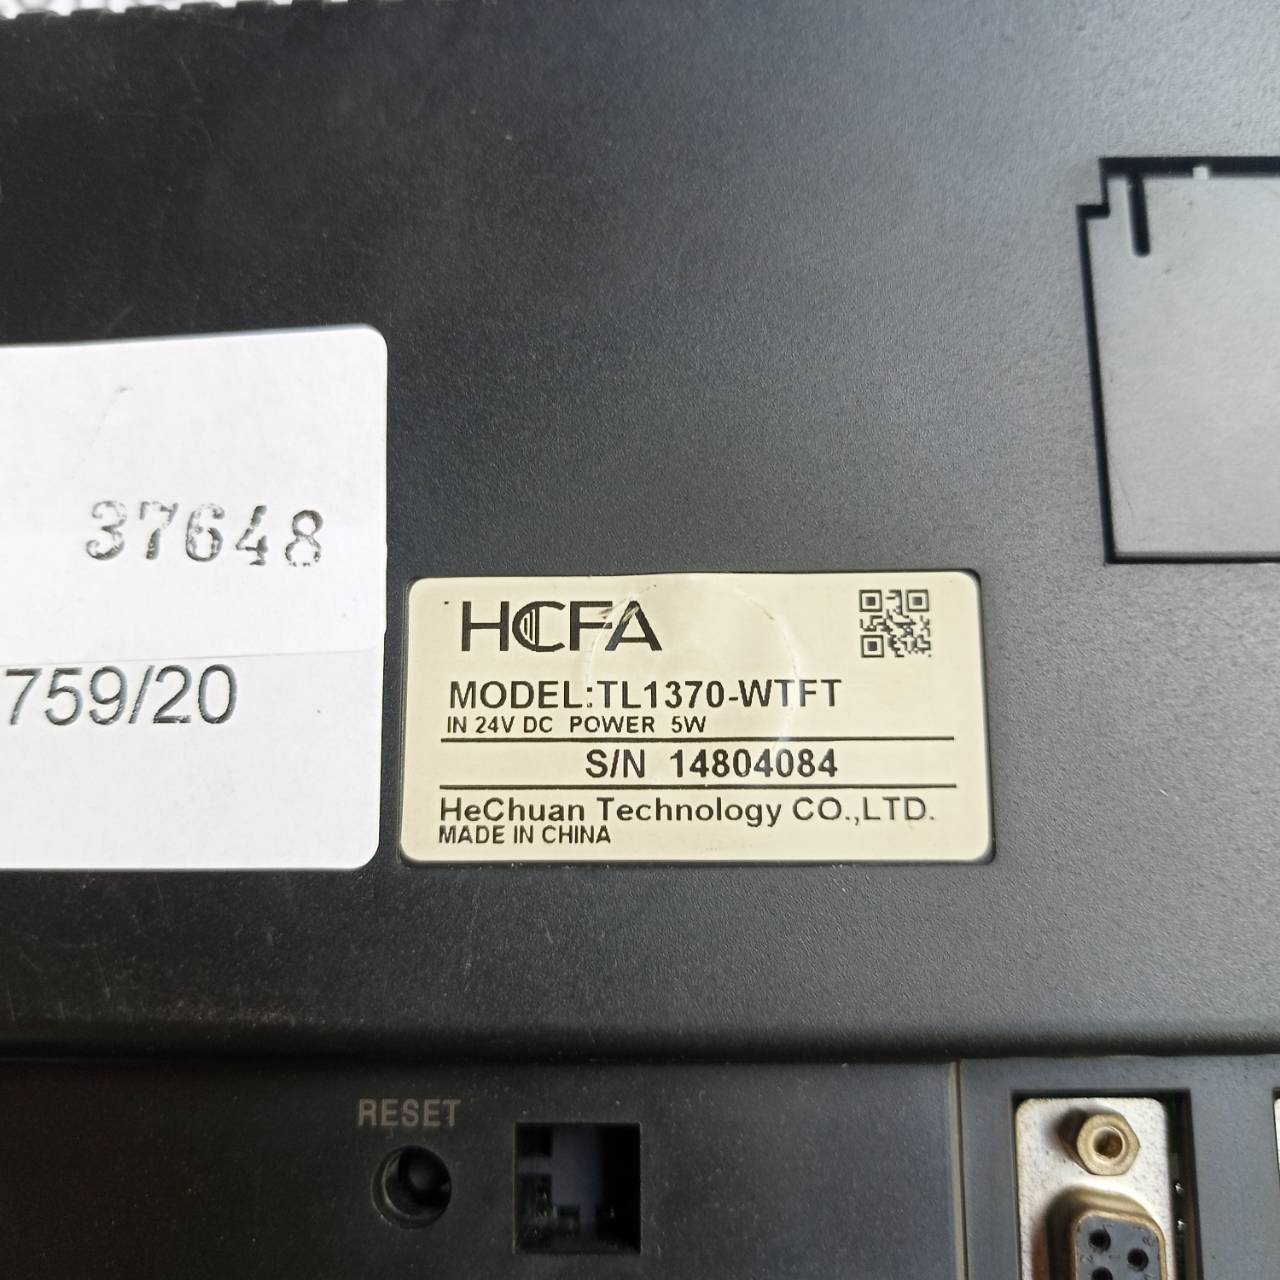 37648
759/20
HCFA
MODEL:TL1370-WTFT
IN 24V DC POWER 5W
S/N 14804084
HeChuan Technology CO.,LTD.
MADE IN CHINA
RESET